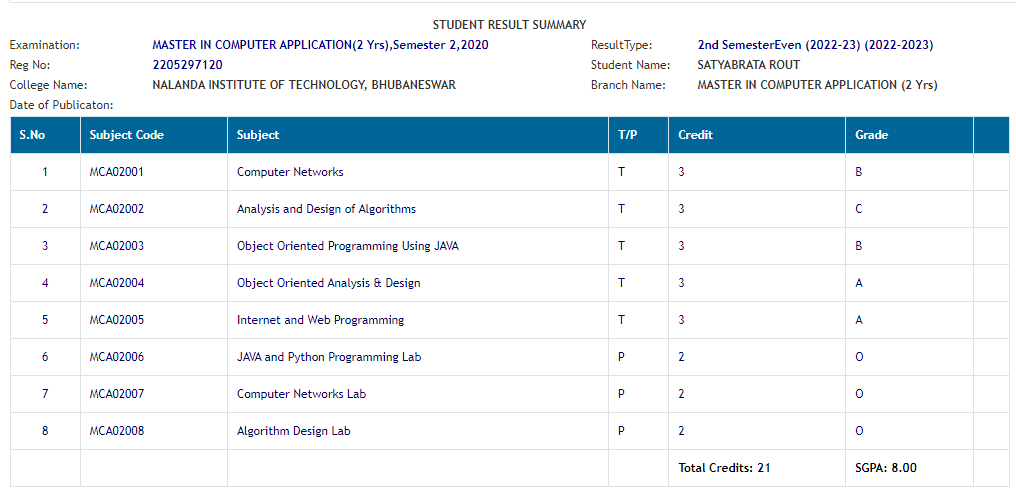 STUDENT RESULT SUMMARY
Examination: MASTER IN COMPUTER APPLICATION(2 Yrs),Semester 2,2020 ResultType: 2nd SemesterEven (2022-23) (2022-2023)
Reg No: 2205297120 Student Name: SATYABRATA ROUT
College Name: NALANDA INSTITUTE OF TECHNOLOGY, BHUBANESWAR Branch Name: MASTER IN COMPUTER APPLICATION (2 Yrs)
Date of Publicaton:
S.No Subject Code Subject T/P Credit Grade
1 MCA02001 Computer Networks T 3 B
2 MCA02002 Analysis and Design of Algorithms T 3 C
3 MCA02003 Object Oriented Programming Using JAVA T 3 B
4 MCA02004 Object Oriented Analysis & Design T 3 A
5 MCA02005 Internet and Web Programming T 3 A
6 MCA02006 JAVA and Python Programming Lab P 2 O
7 MCA02007 Computer Networks Lab P 2 O
8 MCA02008 Algorithm Design Lab P 2 O
Total Credits: 21 SGPA: 8.00